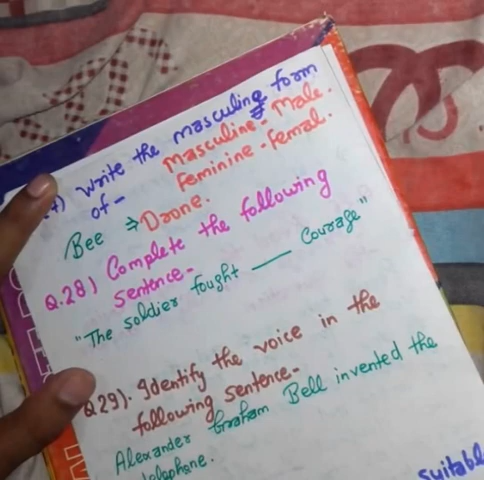 7) Write the masculine form
of- Masculine - Male.
Feminine - Femal.
Bee ⇒ Drone.
Q.28) Complete the following
sentence-
"The soldier fought ___ Courage"
Q29). Identify the voice in the
following sentence-
Alexander Graham Bell invented the
telephone.